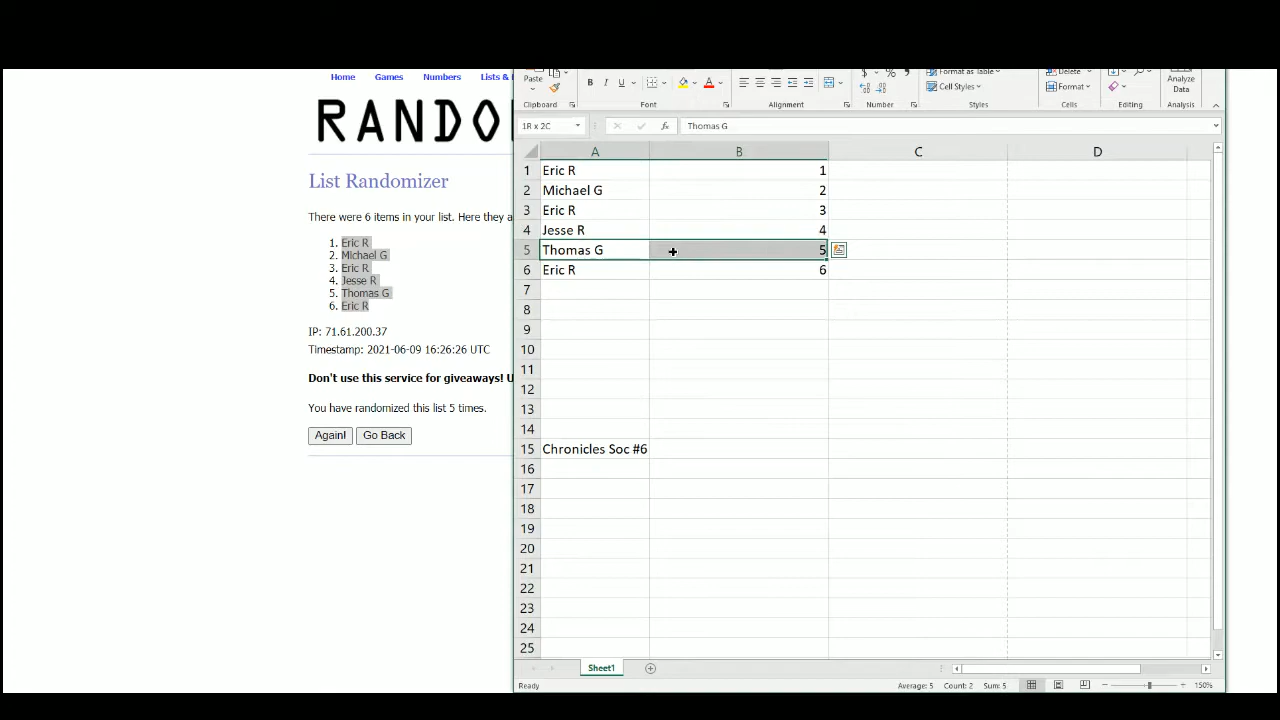 Home Games Numbers Lists &
RANDO
List Randomizer
There were 6 items in your list. Here they a
1. Eric R
2. Michael G
3. Eric R
4. Jesse R
5. Thomas G
6. Eric R
IP: 71.61.200.37
Timestamp: 2021-06-09 16:26:26 UTC
Don't use this service for giveaways! U
You have randomized this list 5 times.
Again! Go Back
Paste B I U A $ % 9 Format as Table Delete Analyze
Cell Styles Format Data
Clipboard Font Alignment Number Styles Cells Editing Analysis
1R x 2C fx Thomas G
A B C D
1 Eric R 1
2 Michael G 2
3 Eric R 3
4 Jesse R 4
5 Thomas G 5
6 Eric R 6
7
8
9
10
11
12
13
14
15 Chronicles Soc #6
16
17
18
19
20
21
22
23
24
25
Sheet1
Ready Average: 5 Count: 2 Sum: 5 150%